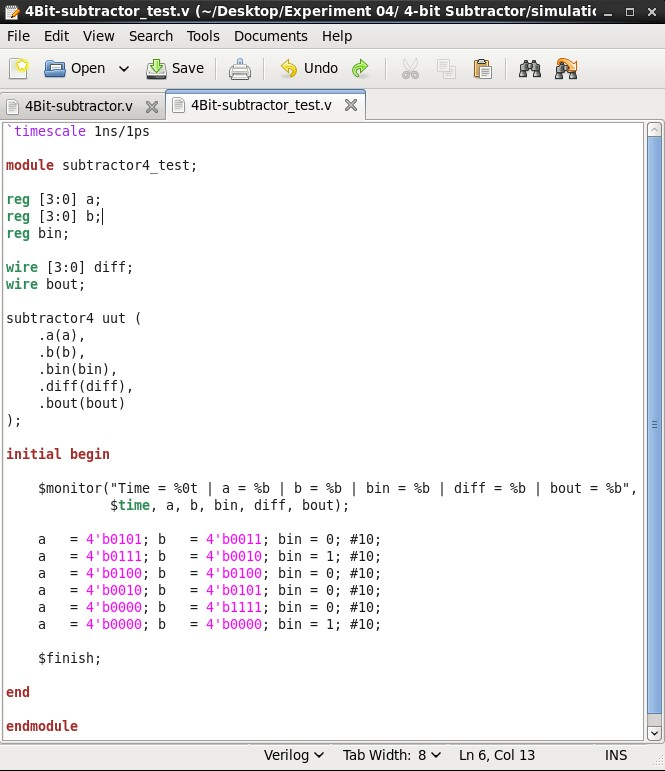 4Bit-subtractor_test.v (~/Desktop/Experiment 04/ 4-bit Subtractor/simulatic
File Edit View Search Tools Documents Help
Open Save Undo
4Bit-subtractor.v 4Bit-subtractor_test.v
`timescale 1ns/1ps
module subtractor4_test;
reg [3:0] a;
reg [3:0] b;
reg bin;
wire [3:0] diff;
wire bout;
subtractor4 uut (
.a(a),
.b(b),
.bin(bin),
.diff(diff),
.bout(bout)
);
initial begin
$monitor("Time = %0t | a = %b | b = %b | bin = %b | diff = %b | bout = %b",
$time, a, b, bin, diff, bout);
a = 4'b0101; b = 4'b0011; bin = 0; #10;
a = 4'b0111; b = 4'b0010; bin = 1; #10;
a = 4'b0100; b = 4'b0100; bin = 0; #10;
a = 4'b0010; b = 4'b0101; bin = 0; #10;
a = 4'b0000; b = 4'b1111; bin = 0; #10;
a = 4'b0000; b = 4'b0000; bin = 1; #10;
$finish;
end
endmodule
Verilog Tab Width: 8 Ln 6, Col 13 INS